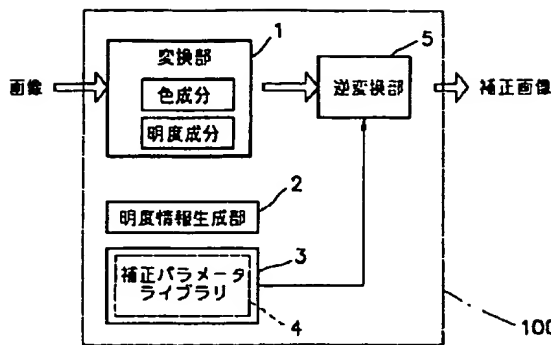 1
変換部
5
画像
色成分
逆変換部
補正画像
明度成分
2
明度情報生成部
3
補正パラメータ
ライブラリ
4
100